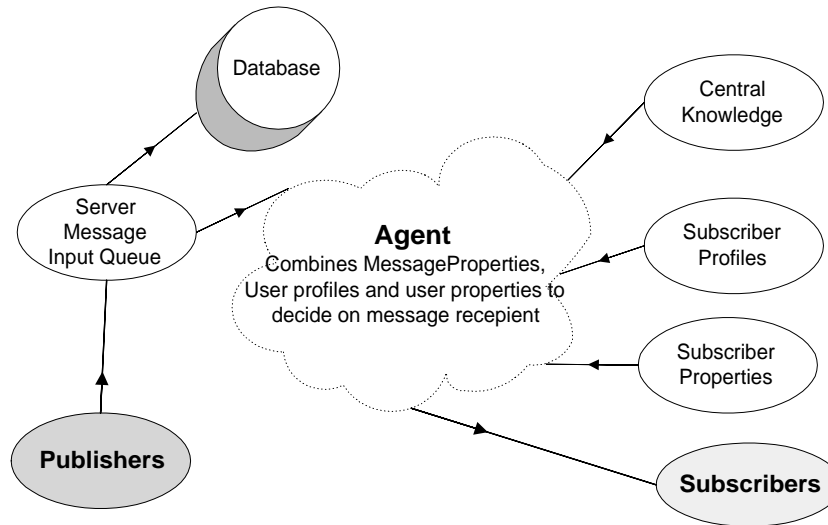 Database
Central
Knowledge
Server
Message
Input Queue
Agent
Combines MessageProperties,
User profiles and user properties to
decide on message recepient
Subscriber
Profiles
Subscriber
Properties
Publishers
Subscribers